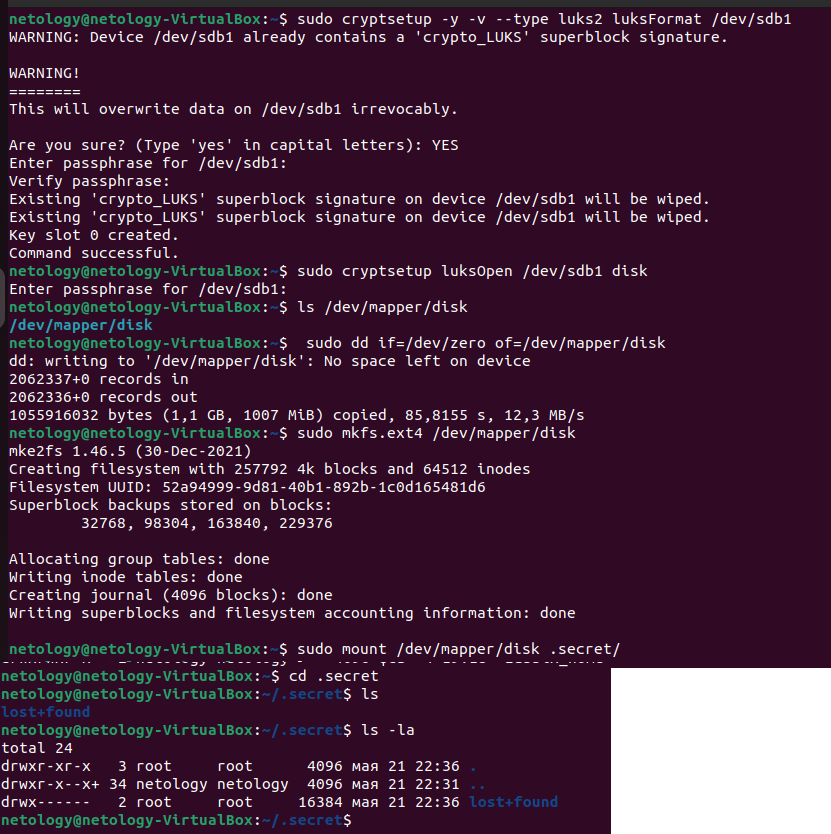 netology@netology-VirtualBox:~$ sudo cryptsetup -y -v --type luks2 luksFormat /dev/sdb1
WARNING: Device /dev/sdb1 already contains a 'crypto_LUKS' superblock signature.

WARNING!
========
This will overwrite data on /dev/sdb1 irrevocably.

Are you sure? (Type 'yes' in capital letters): YES
Enter passphrase for /dev/sdb1:
Verify passphrase:
Existing 'crypto_LUKS' superblock signature on device /dev/sdb1 will be wiped.
Existing 'crypto_LUKS' superblock signature on device /dev/sdb1 will be wiped.
Key slot 0 created.
Command successful.
netology@netology-VirtualBox:~$ sudo cryptsetup luksOpen /dev/sdb1 disk
Enter passphrase for /dev/sdb1:
netology@netology-VirtualBox:~$ ls /dev/mapper/disk
/dev/mapper/disk
netology@netology-VirtualBox:~$  sudo dd if=/dev/zero of=/dev/mapper/disk
dd: writing to '/dev/mapper/disk': No space left on device
2062337+0 records in
2062336+0 records out
1055916032 bytes (1,1 GB, 1007 MiB) copied, 85,8155 s, 12,3 MB/s
netology@netology-VirtualBox:~$ sudo mkfs.ext4 /dev/mapper/disk
mke2fs 1.46.5 (30-Dec-2021)
Creating filesystem with 257792 4k blocks and 64512 inodes
Filesystem UUID: 52a94999-9d81-40b1-892b-1c0d165481d6
Superblock backups stored on blocks:
        32768, 98304, 163840, 229376

Allocating group tables: done
Writing inode tables: done
Creating journal (4096 blocks): done
Writing superblocks and filesystem accounting information: done

netology@netology-VirtualBox:~$ sudo mount /dev/mapper/disk .secret/
netology@netology-VirtualBox:~$ cd .secret
netology@netology-VirtualBox:~/.secret$ ls
lost+found
netology@netology-VirtualBox:~/.secret$ ls -la
total 24
drwxr-xr-x   3 root     root      4096 мая 21 22:36 .
drwxr-x--x+ 34 netology netology  4096 мая 21 22:31 ..
drwx------   2 root     root     16384 мая 21 22:36 lost+found
netology@netology-VirtualBox:~/.secret$